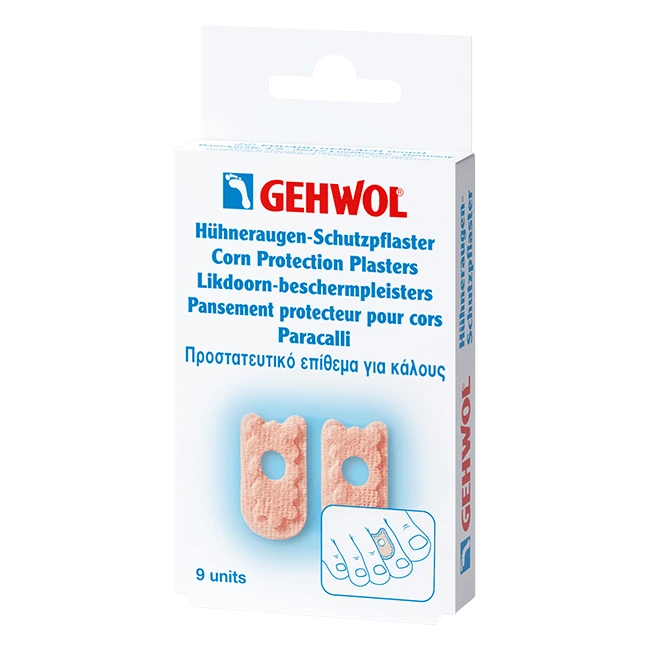 GEHWOL®
Hühneraugen-Schutzpflaster
Corn Protection Plasters
Likdoorn-beschermpleisters
Pansement protecteur pour cors
Paracalli
Προστατευτικό επίθεμα για κάλους
9 units
Hühneraugen-
Schutzpflaster
GEHWOL